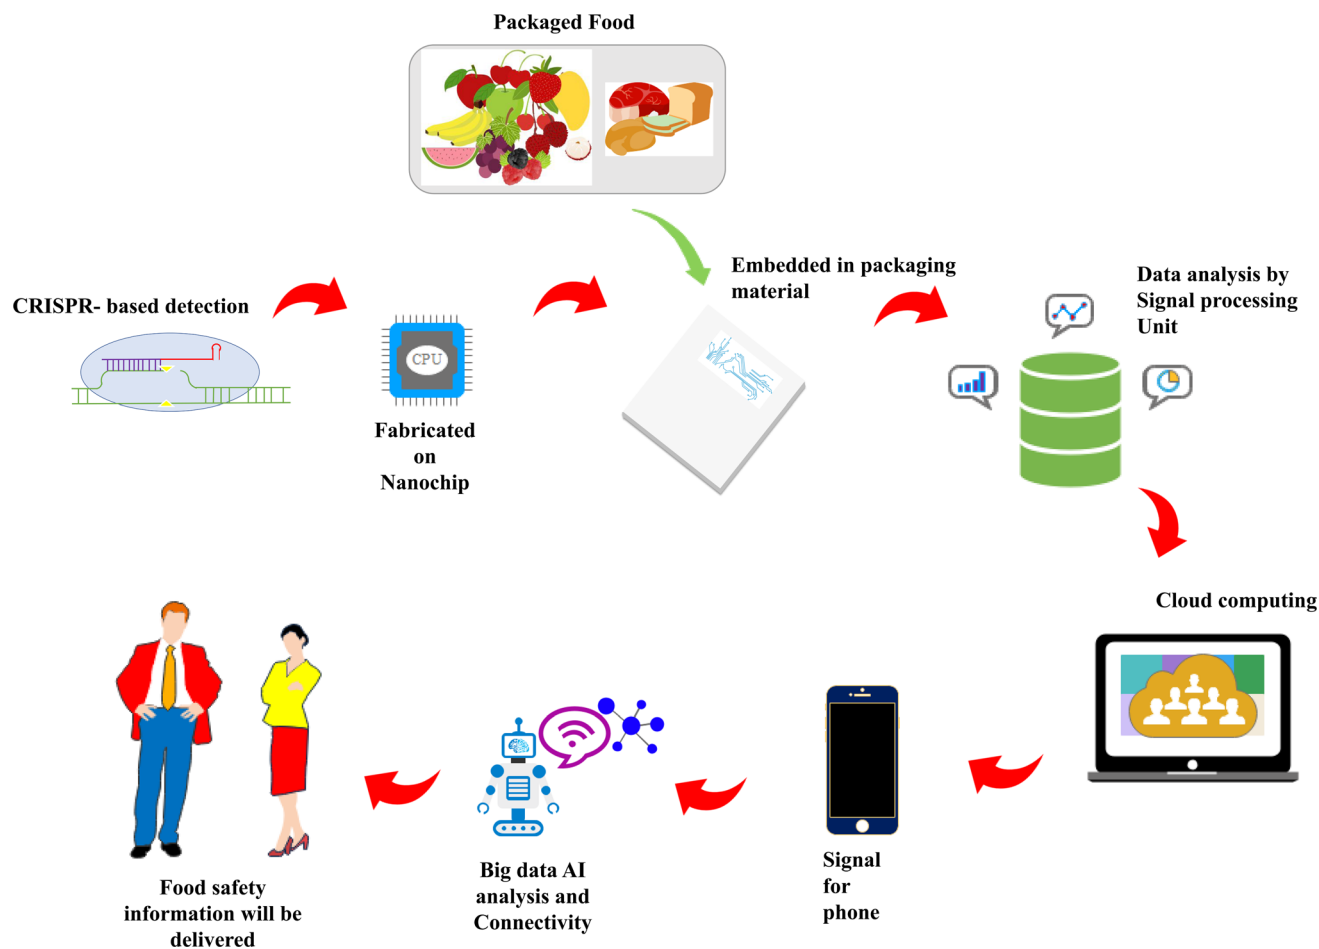 Packaged Food
CRISPR- based detection
CPU
Fabricated
on
Nanochip
Embedded in packaging
material
Data analysis by
Signal processing
Unit
Cloud computing
Signal
for
phone
Big data AI
analysis and
Connectivity
Food safety
information will be
delivered